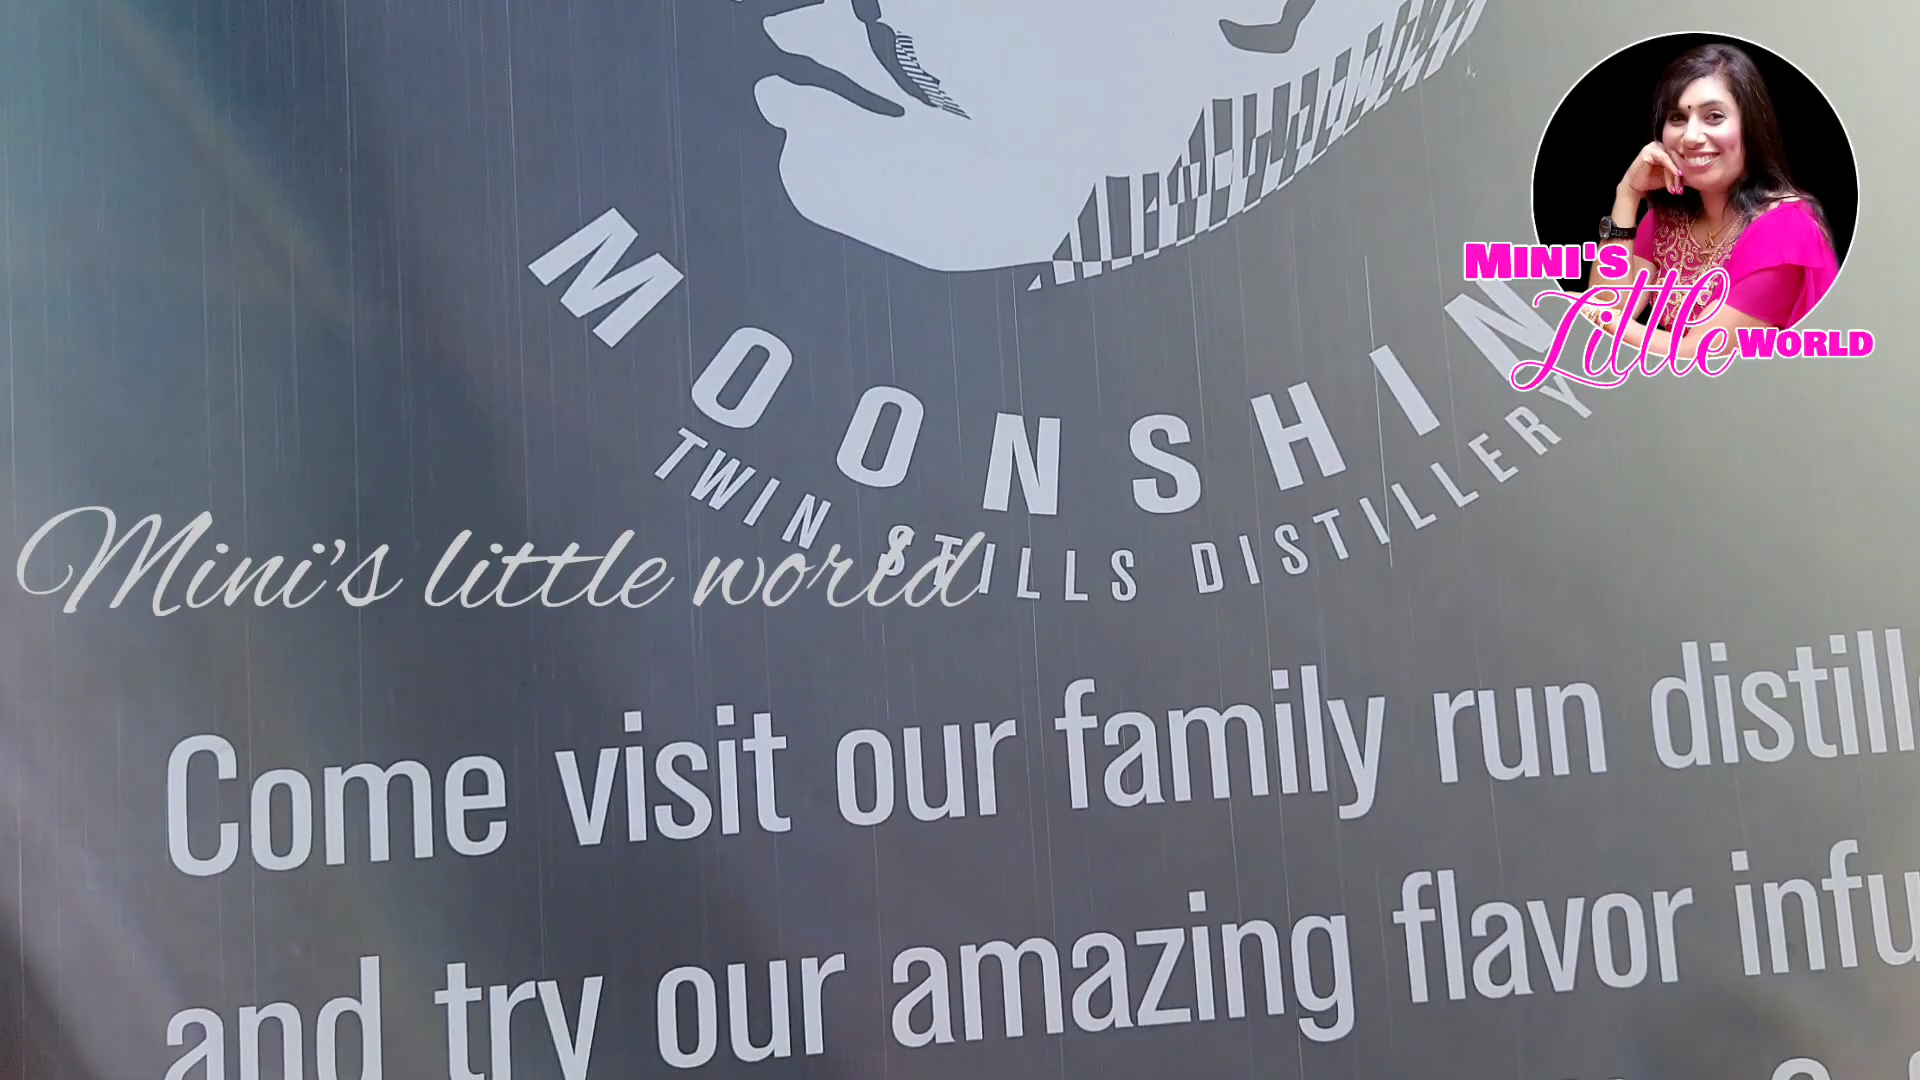 MINI'S
Little WORLD
MOONSHIN
TWIN STILLS DISTILLERY
Mini's little world
Come visit our family run distill
and try our amazing flavor infu